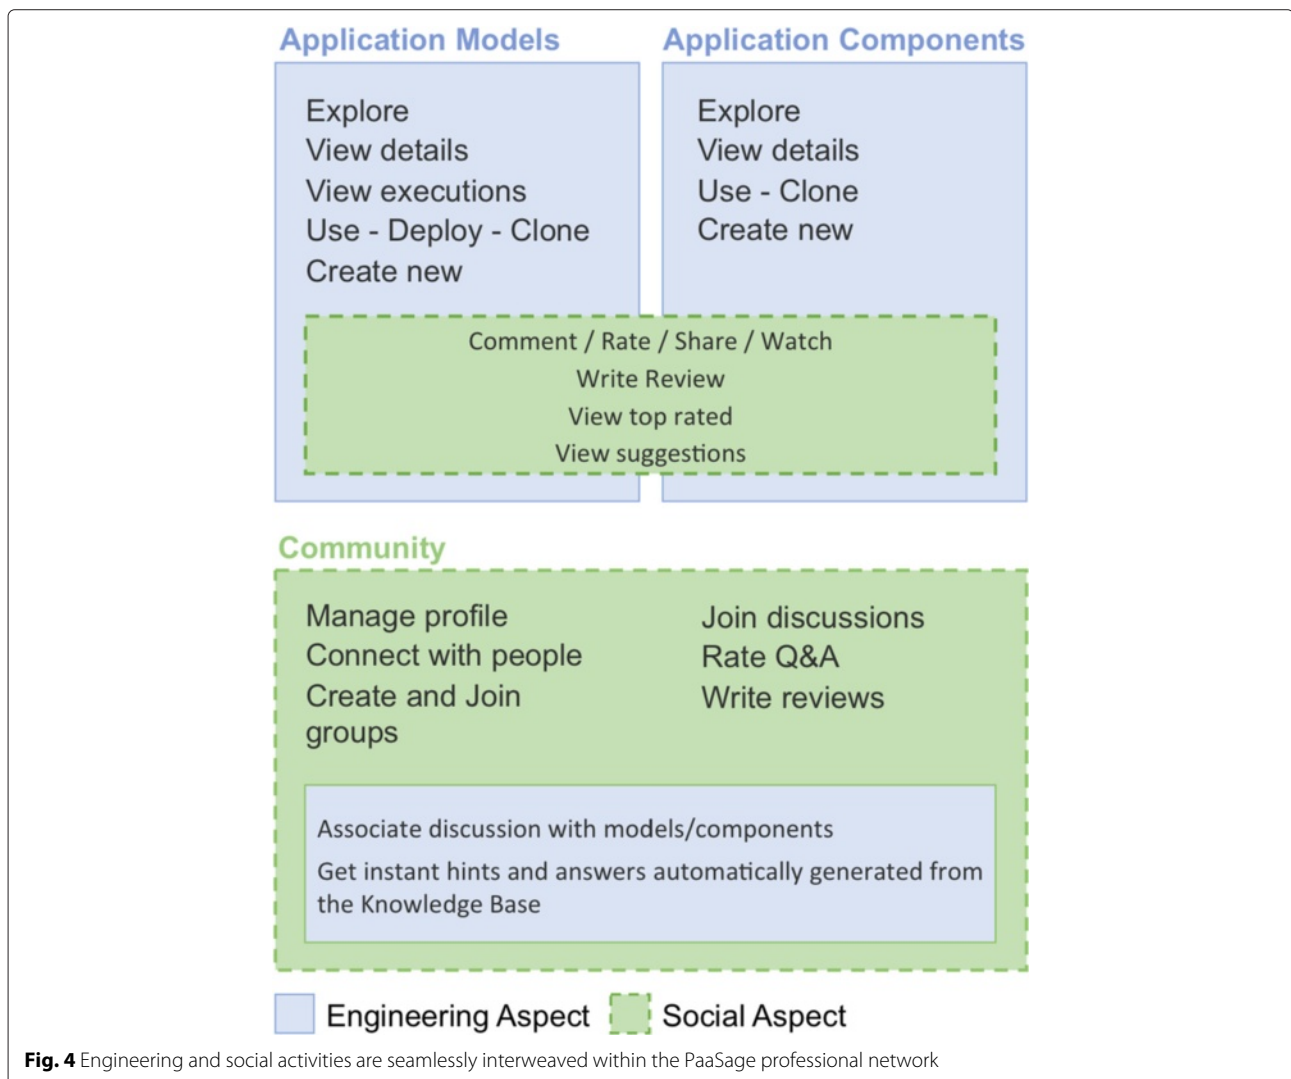 Application Models
Explore
View details
View executions
Use - Deploy - Clone
Create new
Application Components
Explore
View details
Use - Clone
Create new
Comment / Rate / Share / Watch
Write Review
View top rated
View suggestions
Community
Manage profile
Connect with people
Create and Join
groups
Join discussions
Rate Q&A
Write reviews
Associate discussion with models/components
Get instant hints and answers automatically generated from
the Knowledge Base
Engineering Aspect
Social Aspect
Fig. 4 Engineering and social activities are seamlessly interweaved within the PaaSage professional network